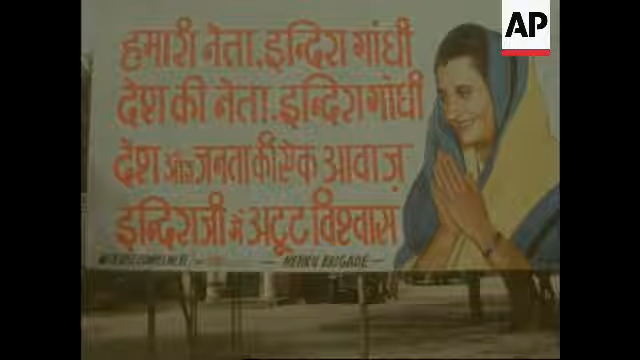 AP
हमारी नेता.इन्दिरा गांधी
देश की नेता.इन्दिरा गांधी
देश और जनता की एक आवाज़
इन्दिराजी में अटूट विश्वास
— NEHRU BRIGADE —